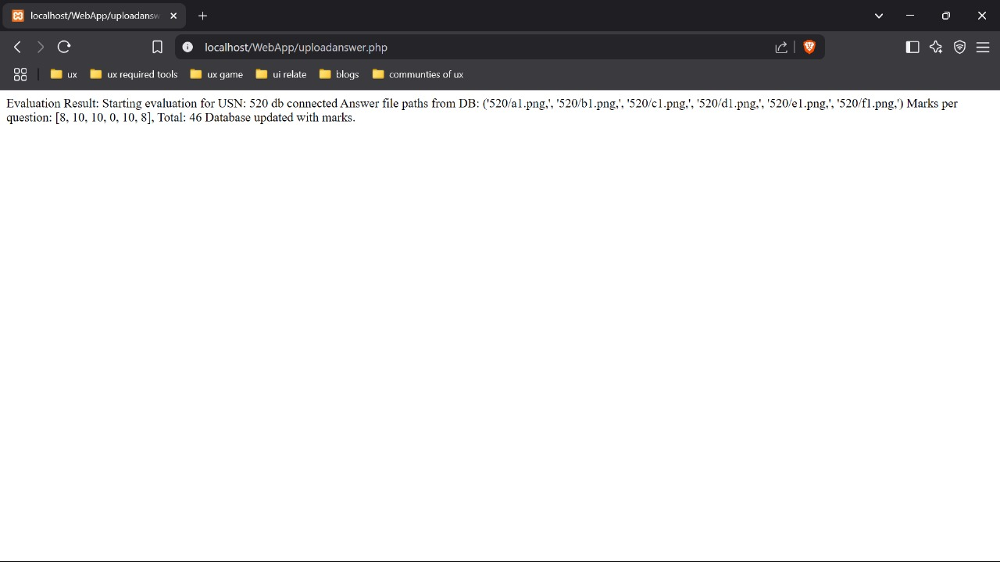 localhost/WebApp/uploadansw
localhost/WebApp/uploadanswer.php
ux
ux required tools
ux game
ui relate
blogs
communties of ux
Evaluation Result: Starting evaluation for USN: 520 db connected Answer file paths from DB: ('520/a1.png,', '520/b1.png,', '520/c1.png,', '520/d1.png,', '520/e1.png,', '520/f1.png,') Marks per
question: [8, 10, 10, 0, 10, 8], Total: 46 Database updated with marks.